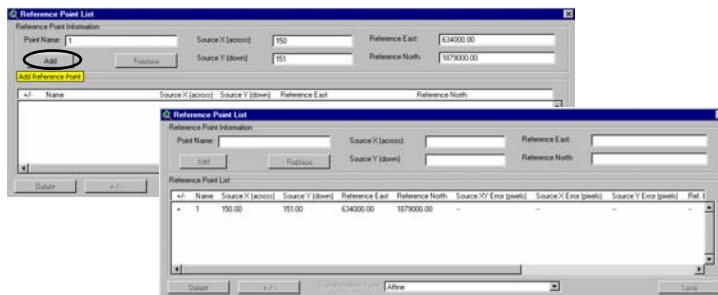 Reference Point List
Reference Point Information
Point Name: 1 Source X (across): 150 Reference East: 634000.00
Add Replace Source Y (down): 151 Reference North: 1879000.00
Add Reference Point
+/- Name Source X (across) Source Y (down) Reference East Reference North
Delete +/-
Reference Point List
Reference Point Information
Point Name: Source X (across): Reference East:
Add Replace Source Y (down): Reference North:
Reference Point List
+/- Name Source X (across) Source Y (down) Reference East Reference North Source XY Error (pixels) Source X Error (pixels) Source Y Error (pixels) Ref.
+ 1 150.00 151.00 634000.00 1879000.00 -- -- -- --
Delete +/- Transformation Type: Affine Save